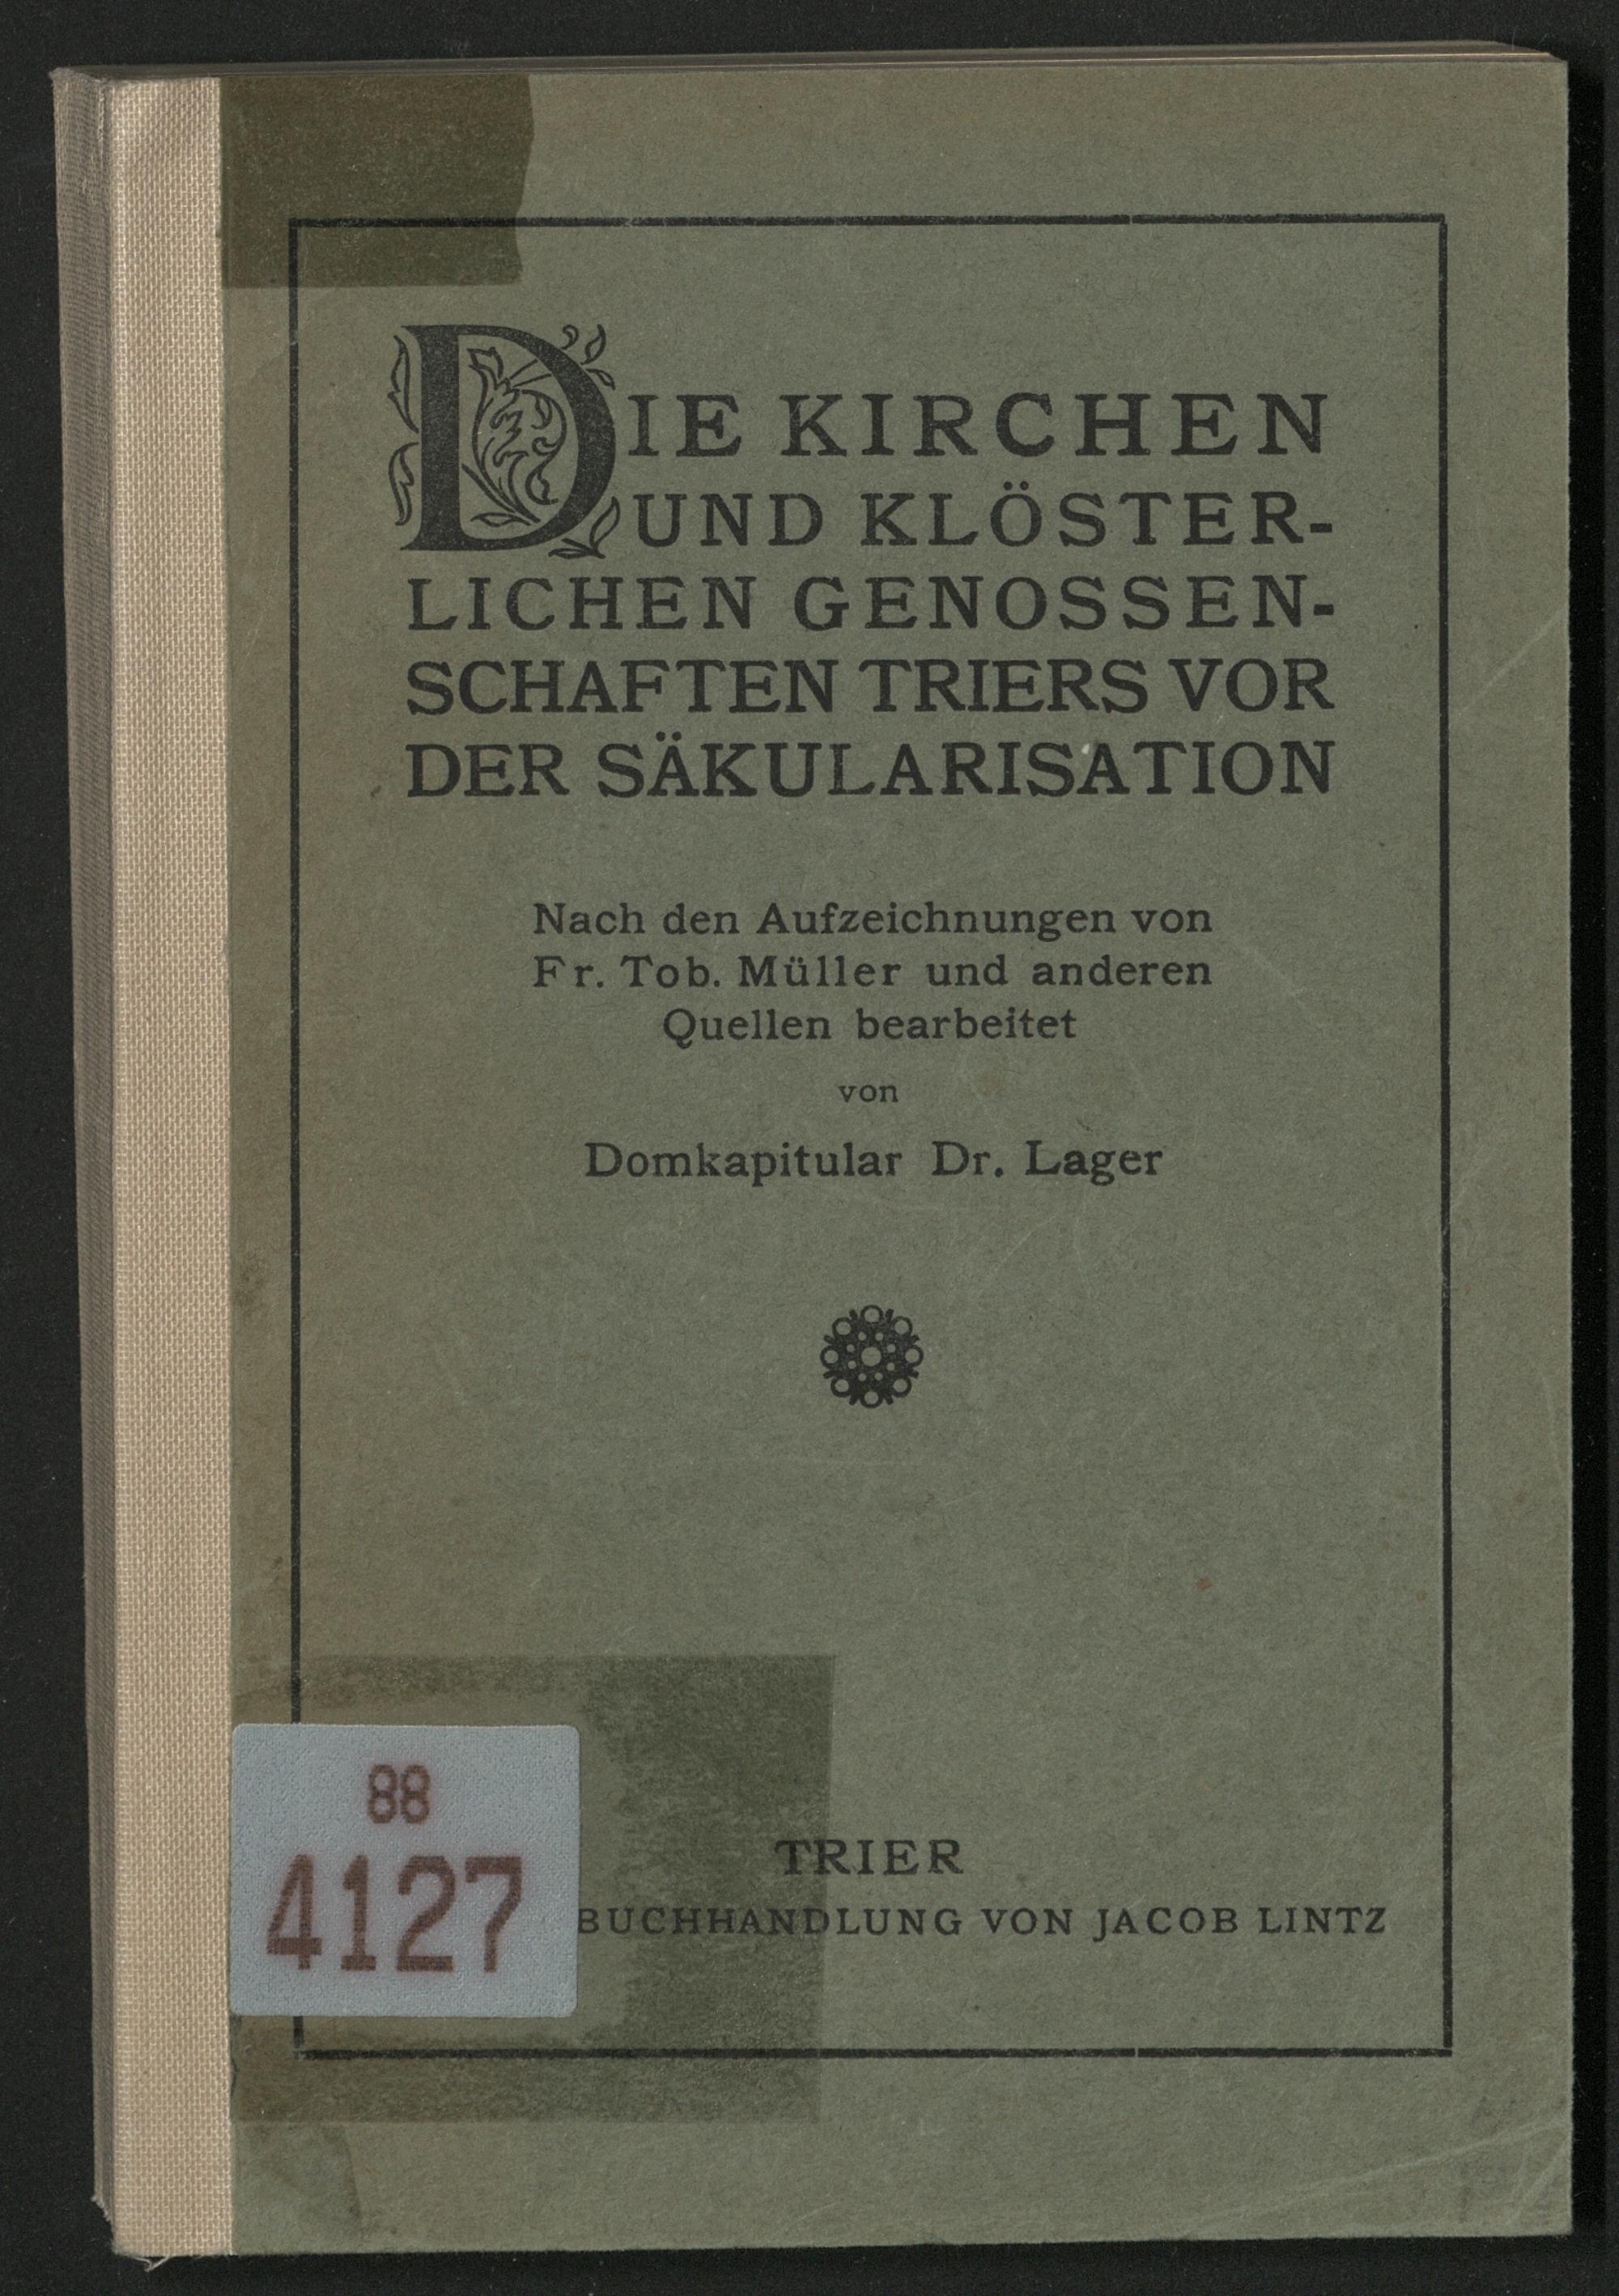 DIE KIRCHEN
UND KLÖSTER-
LICHEN GENOSSEN-
SCHAFTEN TRIERS VOR
DER SÄKULARISATION
Nach den Aufzeichnungen von
Fr. Tob. Müller und anderen
Quellen bearbeitet
von
Domkapitular Dr. Lager
88
4127
TRIER
BUCHHANDLUNG VON JACOB LINTZ